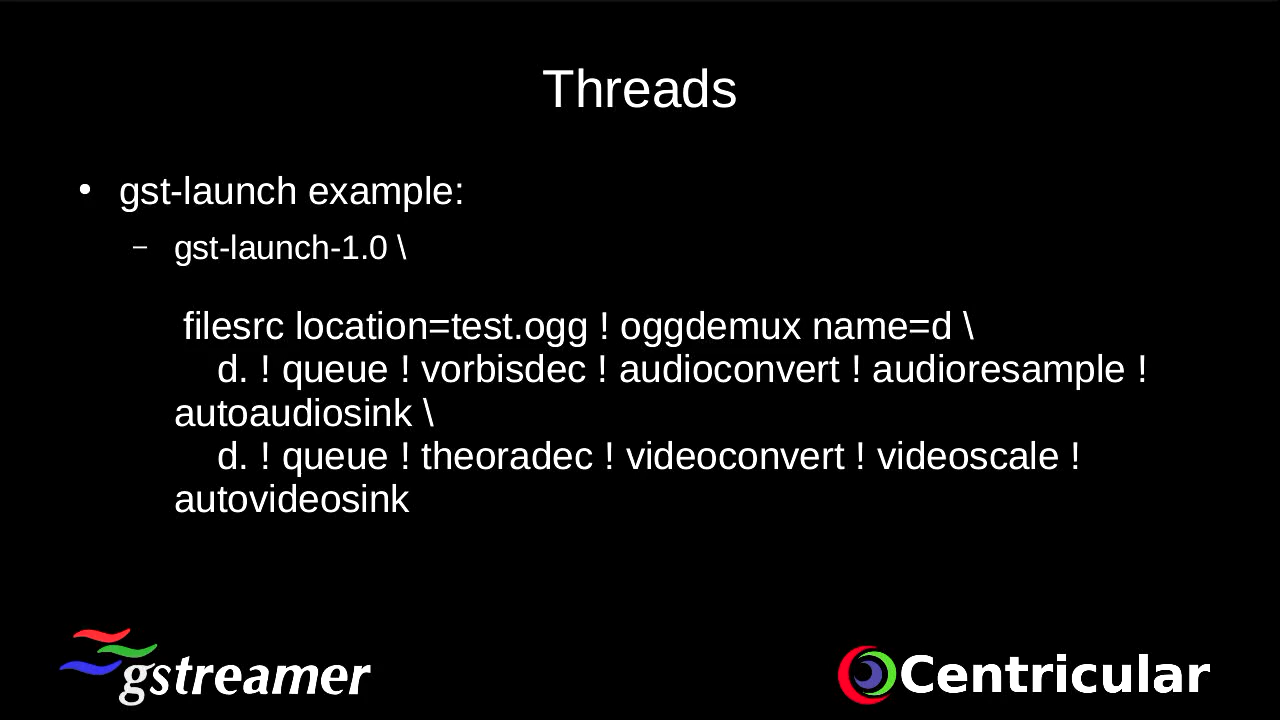 Threads
• gst-launch example:
– gst-launch-1.0 \
filesrc location=test.ogg ! oggdemux name=d \
d. ! queue ! vorbisdec ! audioconvert ! audioresample !
autoaudiosink \
d. ! queue ! theoradec ! videoconvert ! videoscale !
autovideosink
gstreamer
Centricular